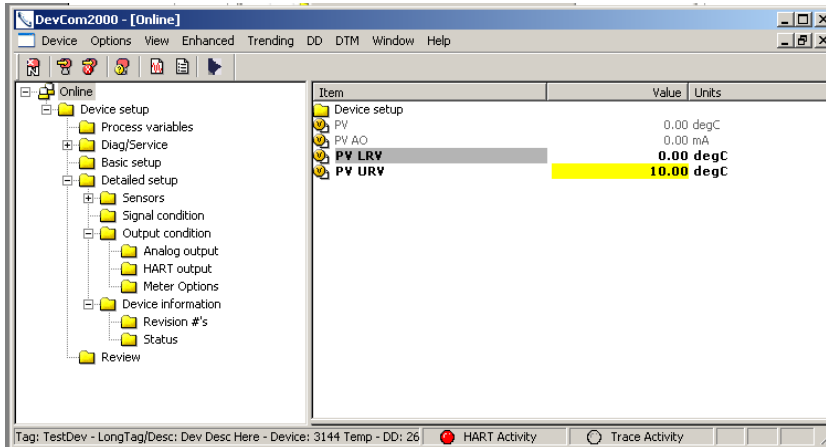 DevCom2000 - [Online]
Device Options View Enhanced Trending DD DTM Window Help
Online
Device setup
Process variables
Diag/Service
Basic setup
Detailed setup
Sensors
Signal condition
Output condition
Analog output
HART output
Meter Options
Device information
Revision #'s
Status
Review
Item Value Units
Device setup
PV 0.00 degC
PV AO 0.00 mA
PV LRV 0.00 degC
PV URV 10.00 degC
Tag: TestDev - LongTag/Desc: Dev Desc Here - Device: 3144 Temp - DD: 26 HART Activity Trace Activity